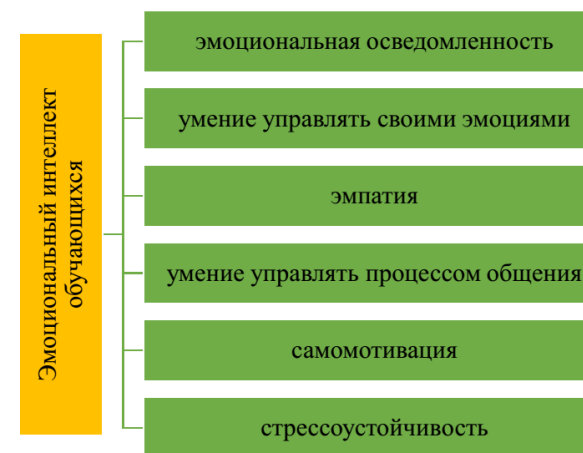 Эмоциональный интеллект
обучающихся
эмоциональная осведомленность
умение управлять своими эмоциями
эмпатия
умение управлять процессом общения
самомотивация
стрессоустойчивость